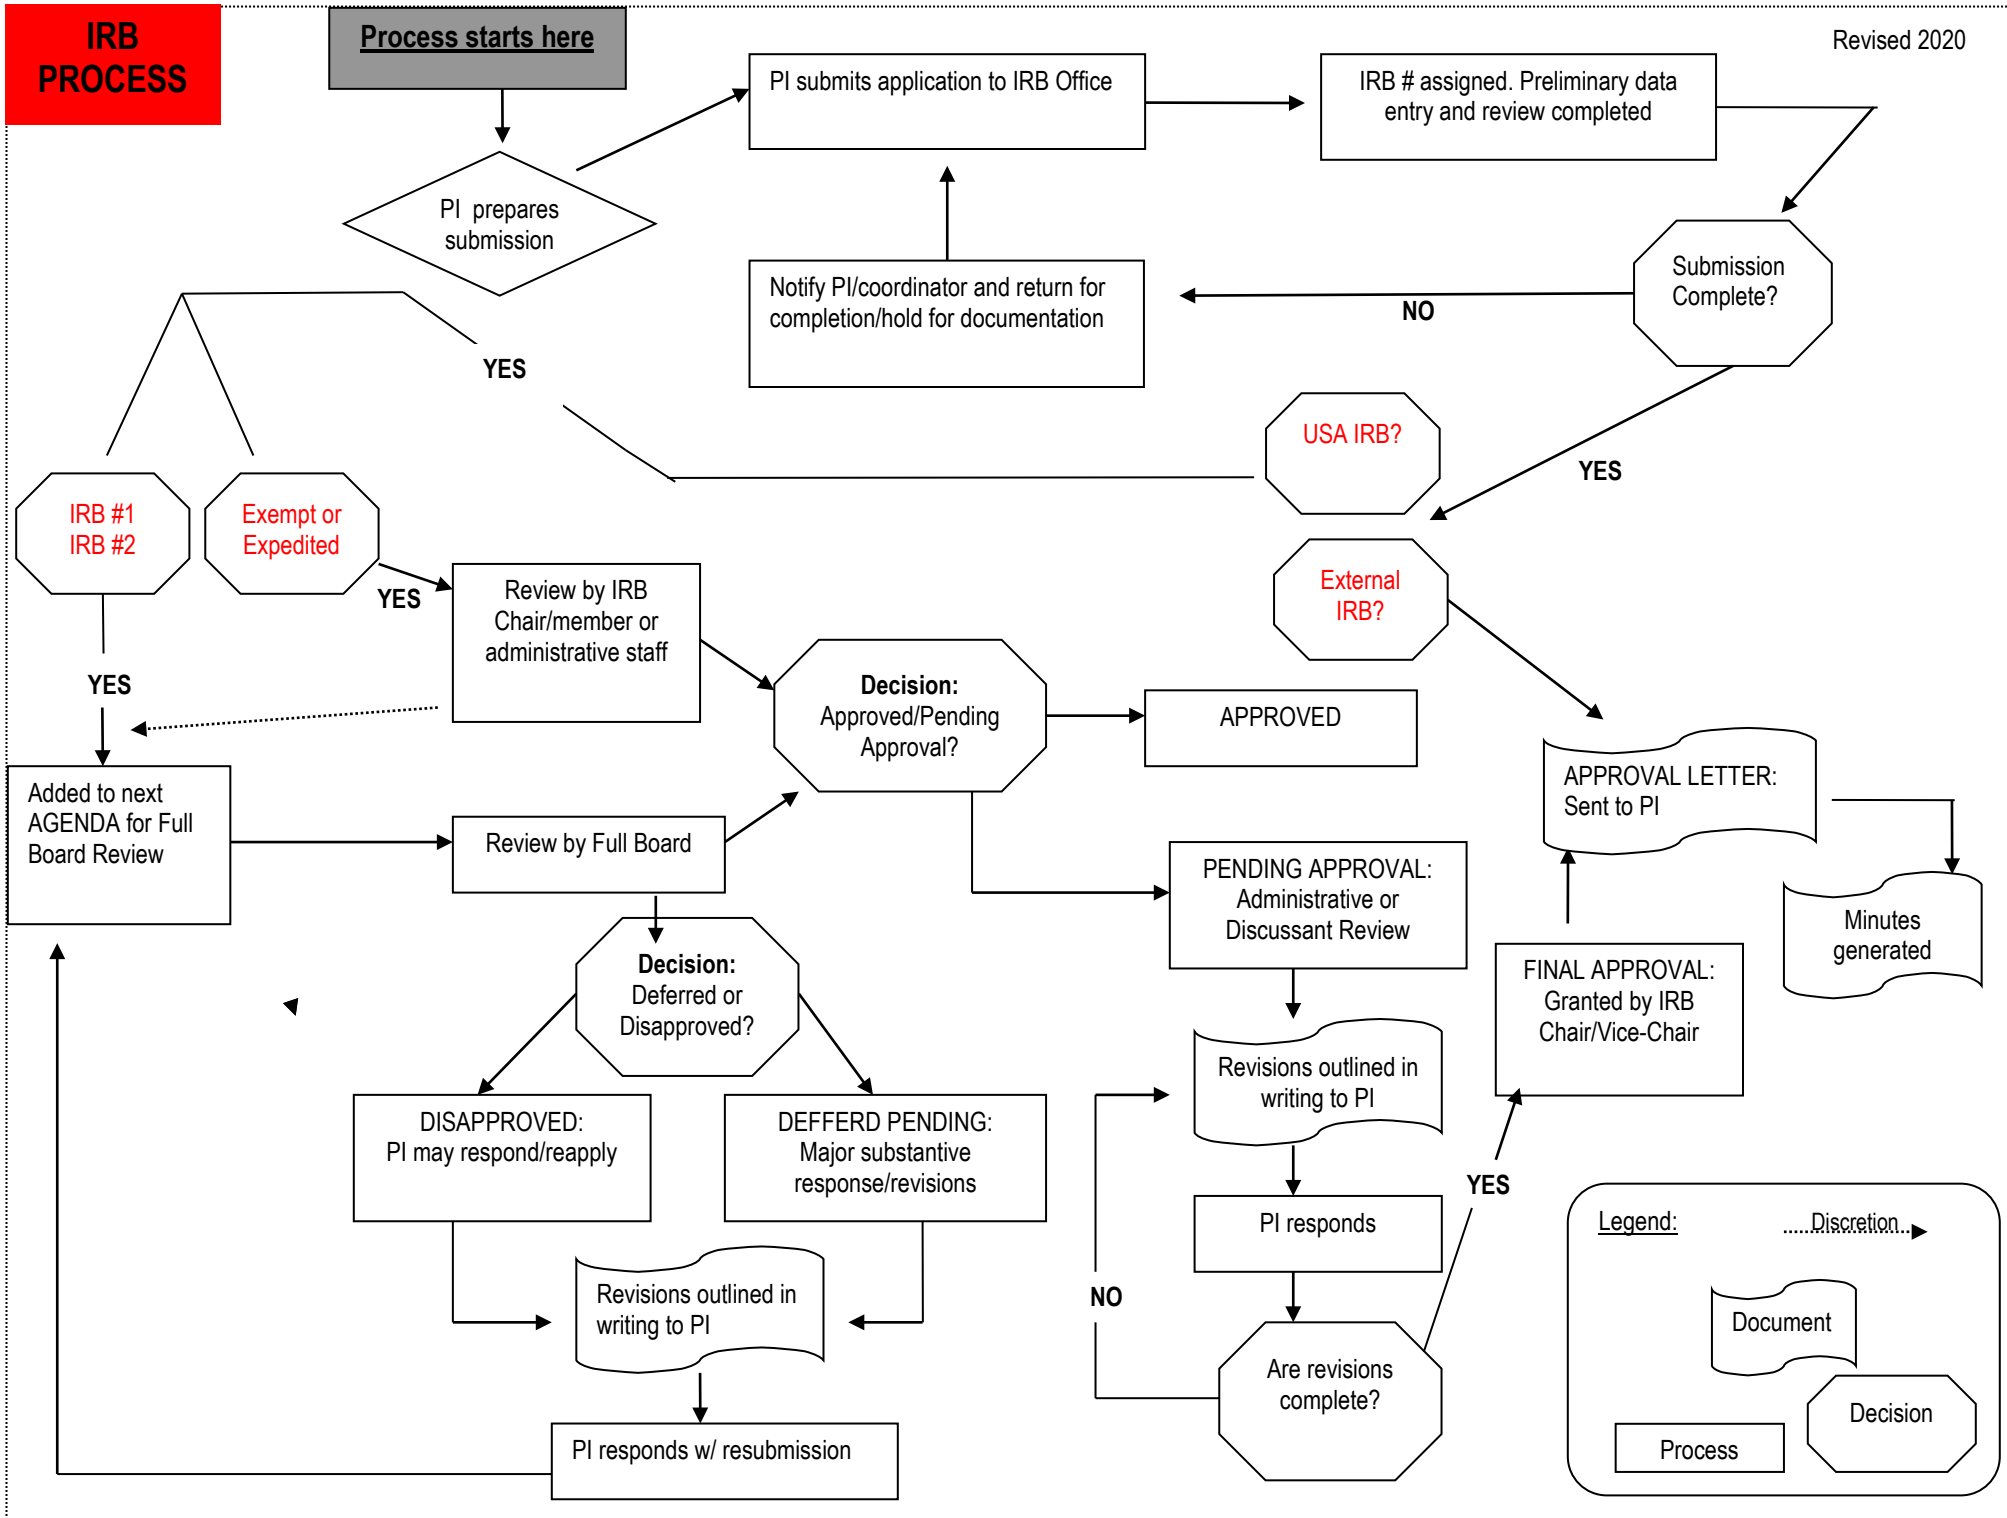 IRB
PROCESS
Process starts here
Revised 2020
PI submits application to IRB Office
IRB # assigned. Preliminary data
entry and review completed
PI prepares
submission
Submission
Complete?
Notify PI/coordinator and return for
completion/hold for documentation
NO
YES
USA IRB?
YES
IRB #1
IRB #2
Exempt or
Expedited
External
IRB?
YES
Review by IRB
Chair/member or
administrative staff
YES
Decision:
Approved/Pending
Approval?
APPROVED
APPROVAL LETTER:
Sent to PI
Added to next
AGENDA for Full
Board Review
Review by Full Board
PENDING APPROVAL:
Administrative or
Discussant Review
Minutes
generated
Decision:
Deferred or
Disapproved?
FINAL APPROVAL:
Granted by IRB
Chair/Vice-Chair
Revisions outlined in
writing to PI
DISAPPROVED:
PI may respond/reapply
DEFFERD PENDING:
Major substantive
response/revisions
YES
PI responds
Legend:
Discretion
Revisions outlined in
writing to PI
NO
Document
Are revisions
complete?
Decision
PI responds w/ resubmission
Process